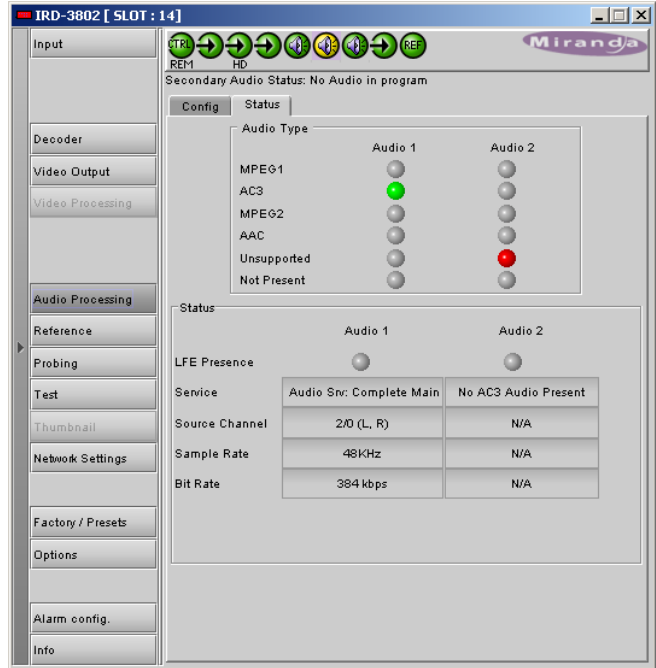 IRD-3802 [ SLOT : 14]
Input
Decoder
Video Output
Video Processing
Audio Processing
Reference
Probing
Test
Thumbnail
Network Settings
Factory / Presets
Options
Alarm config.
Info
CTRL REF
REM HD
Miranda
Secondary Audio Status: No Audio in program
Config Status
Audio Type
Audio 1 Audio 2
MPEG1
AC3
MPEG2
AAC
Unsupported
Not Present
Status
Audio 1 Audio 2
LFE Presence
Service Audio Srv: Complete Main No AC3 Audio Present
Source Channel 2/0 (L, R) N/A
Sample Rate 48KHz N/A
Bit Rate 384 kbps N/A